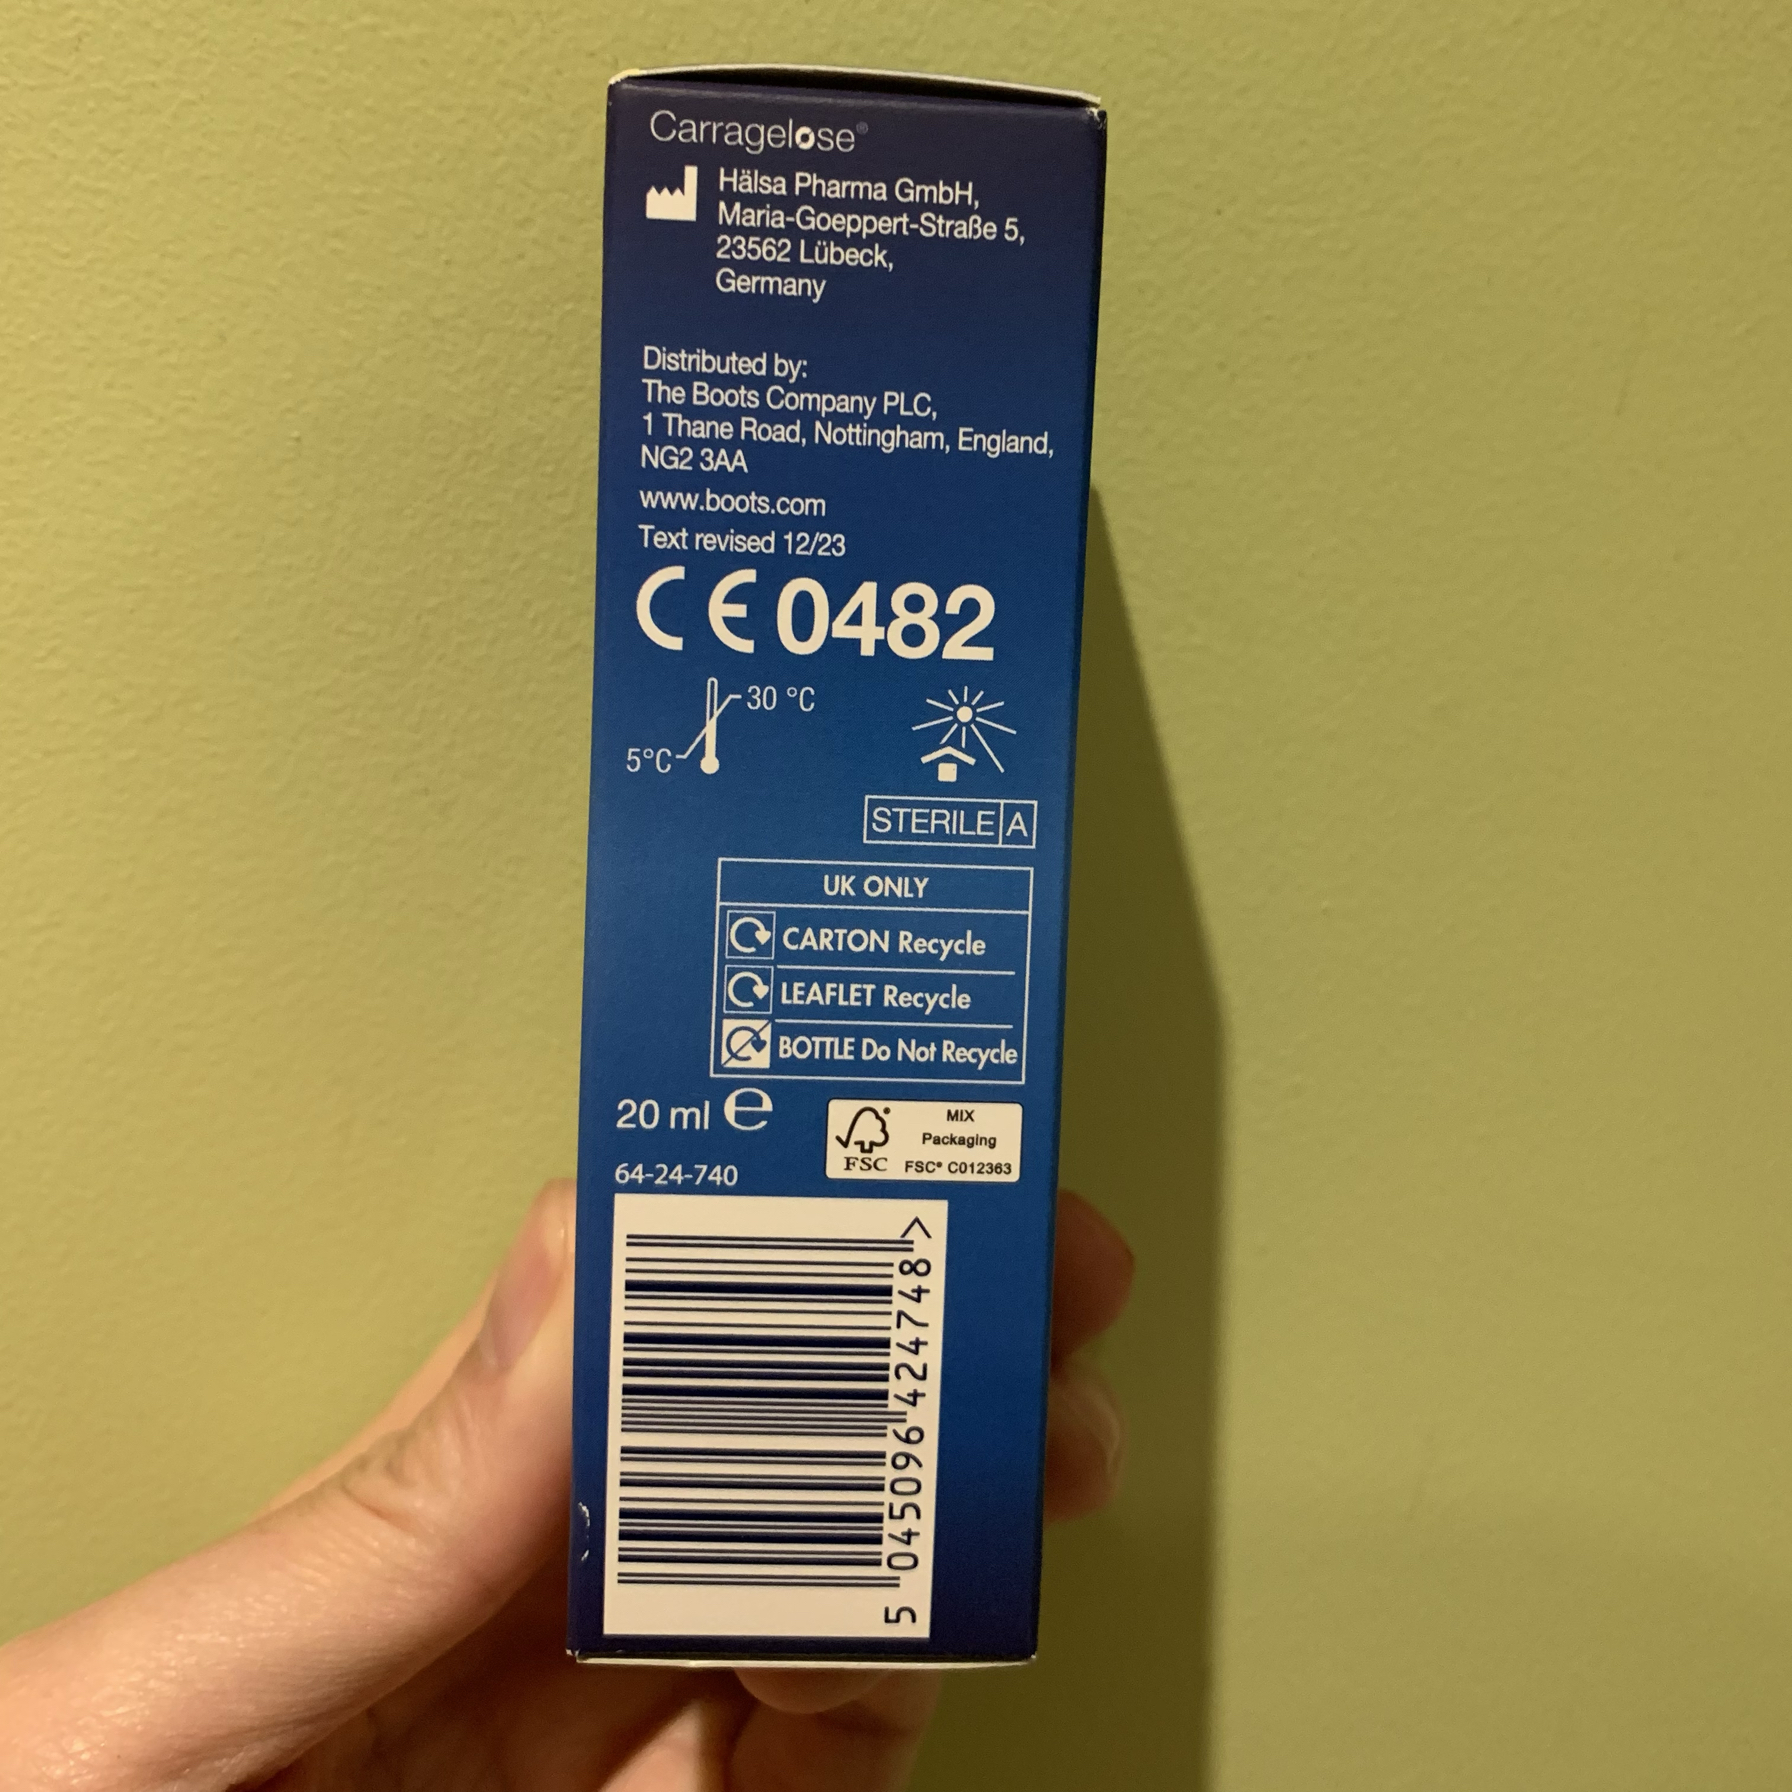 Carragelose®
Hälsa Pharma GmbH,
Maria-Goeppert-Straße 5,
23562 Lübeck,
Germany
Distributed by:
The Boots Company PLC,
1 Thane Road, Nottingham, England,
NG2 3AA
www.boots.com
Text revised 12/23
CE 0482
30 °C
5°C
STERILE A
UK ONLY
CARTON Recycle
LEAFLET Recycle
BOTTLE Do Not Recycle
20 ml e
MIX
Packaging
FSC FSC® C012363
64-24-740
5 045096 424748 >